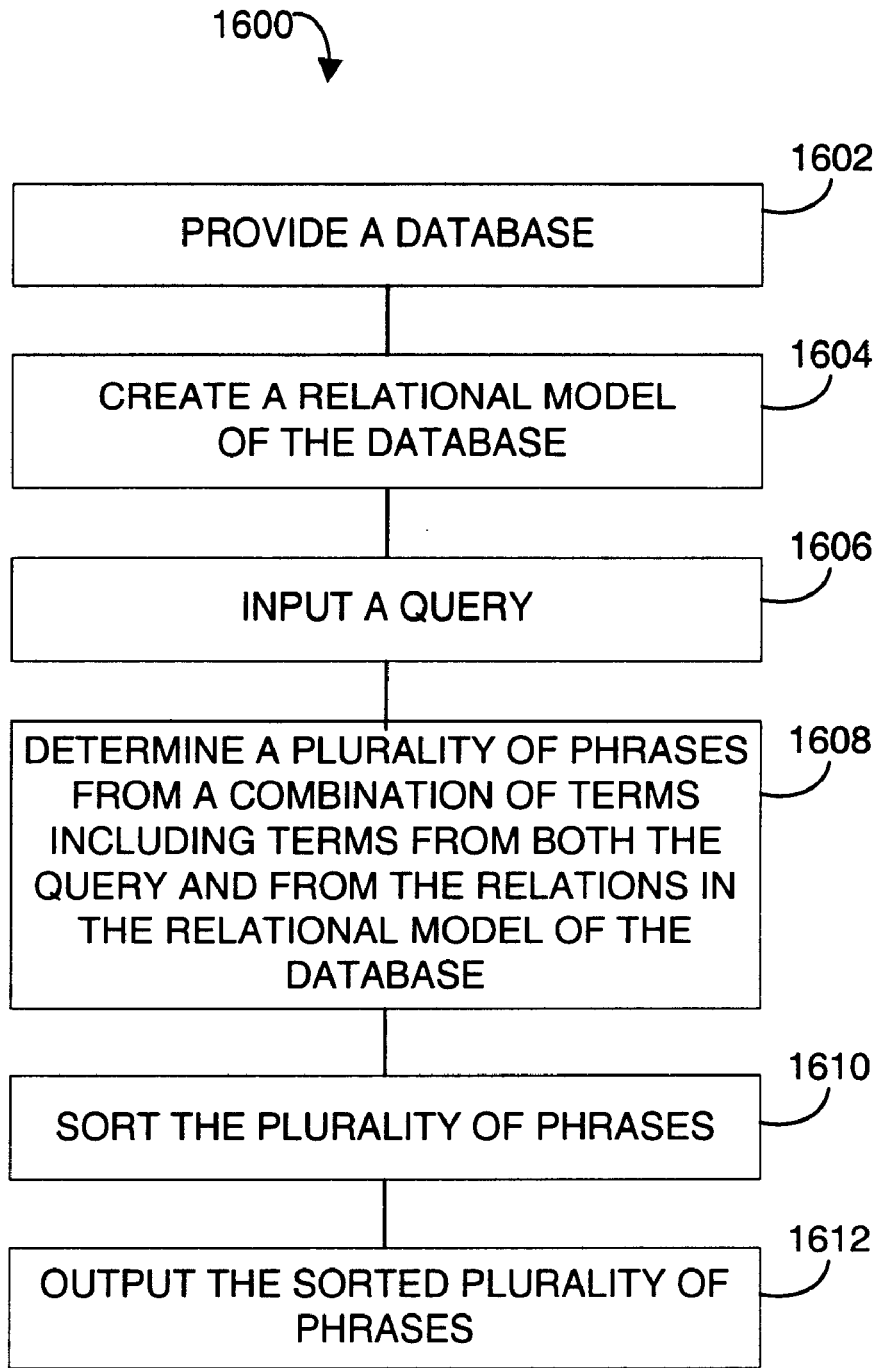 1600
1602
PROVIDE A DATABASE
1604
CREATE A RELATIONAL MODEL
OF THE DATABASE
1606
INPUT A QUERY
1608
DETERMINE A PLURALITY OF PHRASES
FROM A COMBINATION OF TERMS
INCLUDING TERMS FROM BOTH THE
QUERY AND FROM THE RELATIONS IN
THE RELATIONAL MODEL OF THE
DATABASE
1610
SORT THE PLURALITY OF PHRASES
1612
OUTPUT THE SORTED PLURALITY OF
PHRASES